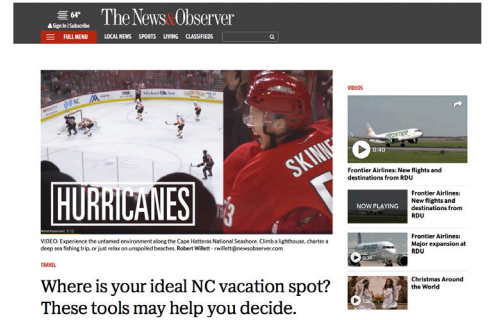 64°
Sign In | Subscribe
The News & Observer
FULL MENU
LOCAL NEWS SPORTS LIVING CLASSIFIEDS
SKINNE
HURRICANES
VIDEO: Experience the untamed environment along the Cape Hatteras National Seashore. Climb a lighthouse, charter a
deep sea fishing trip, or just relax on unspoiled beaches. Robert Willett - rwillett@newsobserver.com
TRAVEL
Where is your ideal NC vacation spot?
These tools may help you decide.
VIDEOS
FRONTIER
0:40
Frontier Airlines: New flights and
destinations from RDU
NOW PLAYING
Frontier Airlines:
New flights and
destinations from
RDU
Frontier Airlines:
Major expansion at
RDU
Christmas Around
the World